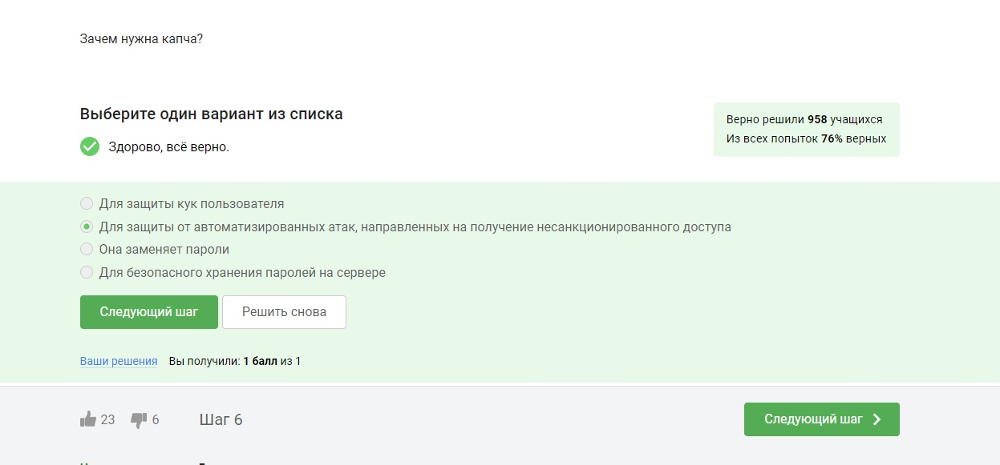 Зачем нужна капча?
Выберите один вариант из списка
Верно решили 958 учащихся
Из всех попыток 76% верных
Здорово, всё верно.
Для защиты кук пользователя
Для защиты от автоматизированных атак, направленных на получение несанкционированного доступа
Она заменяет пароли
Для безопасного хранения паролей на сервере
Следующий шаг
Решить снова
Ваши решения Вы получили: 1 балл из 1
23 6 Шаг 6
Следующий шаг